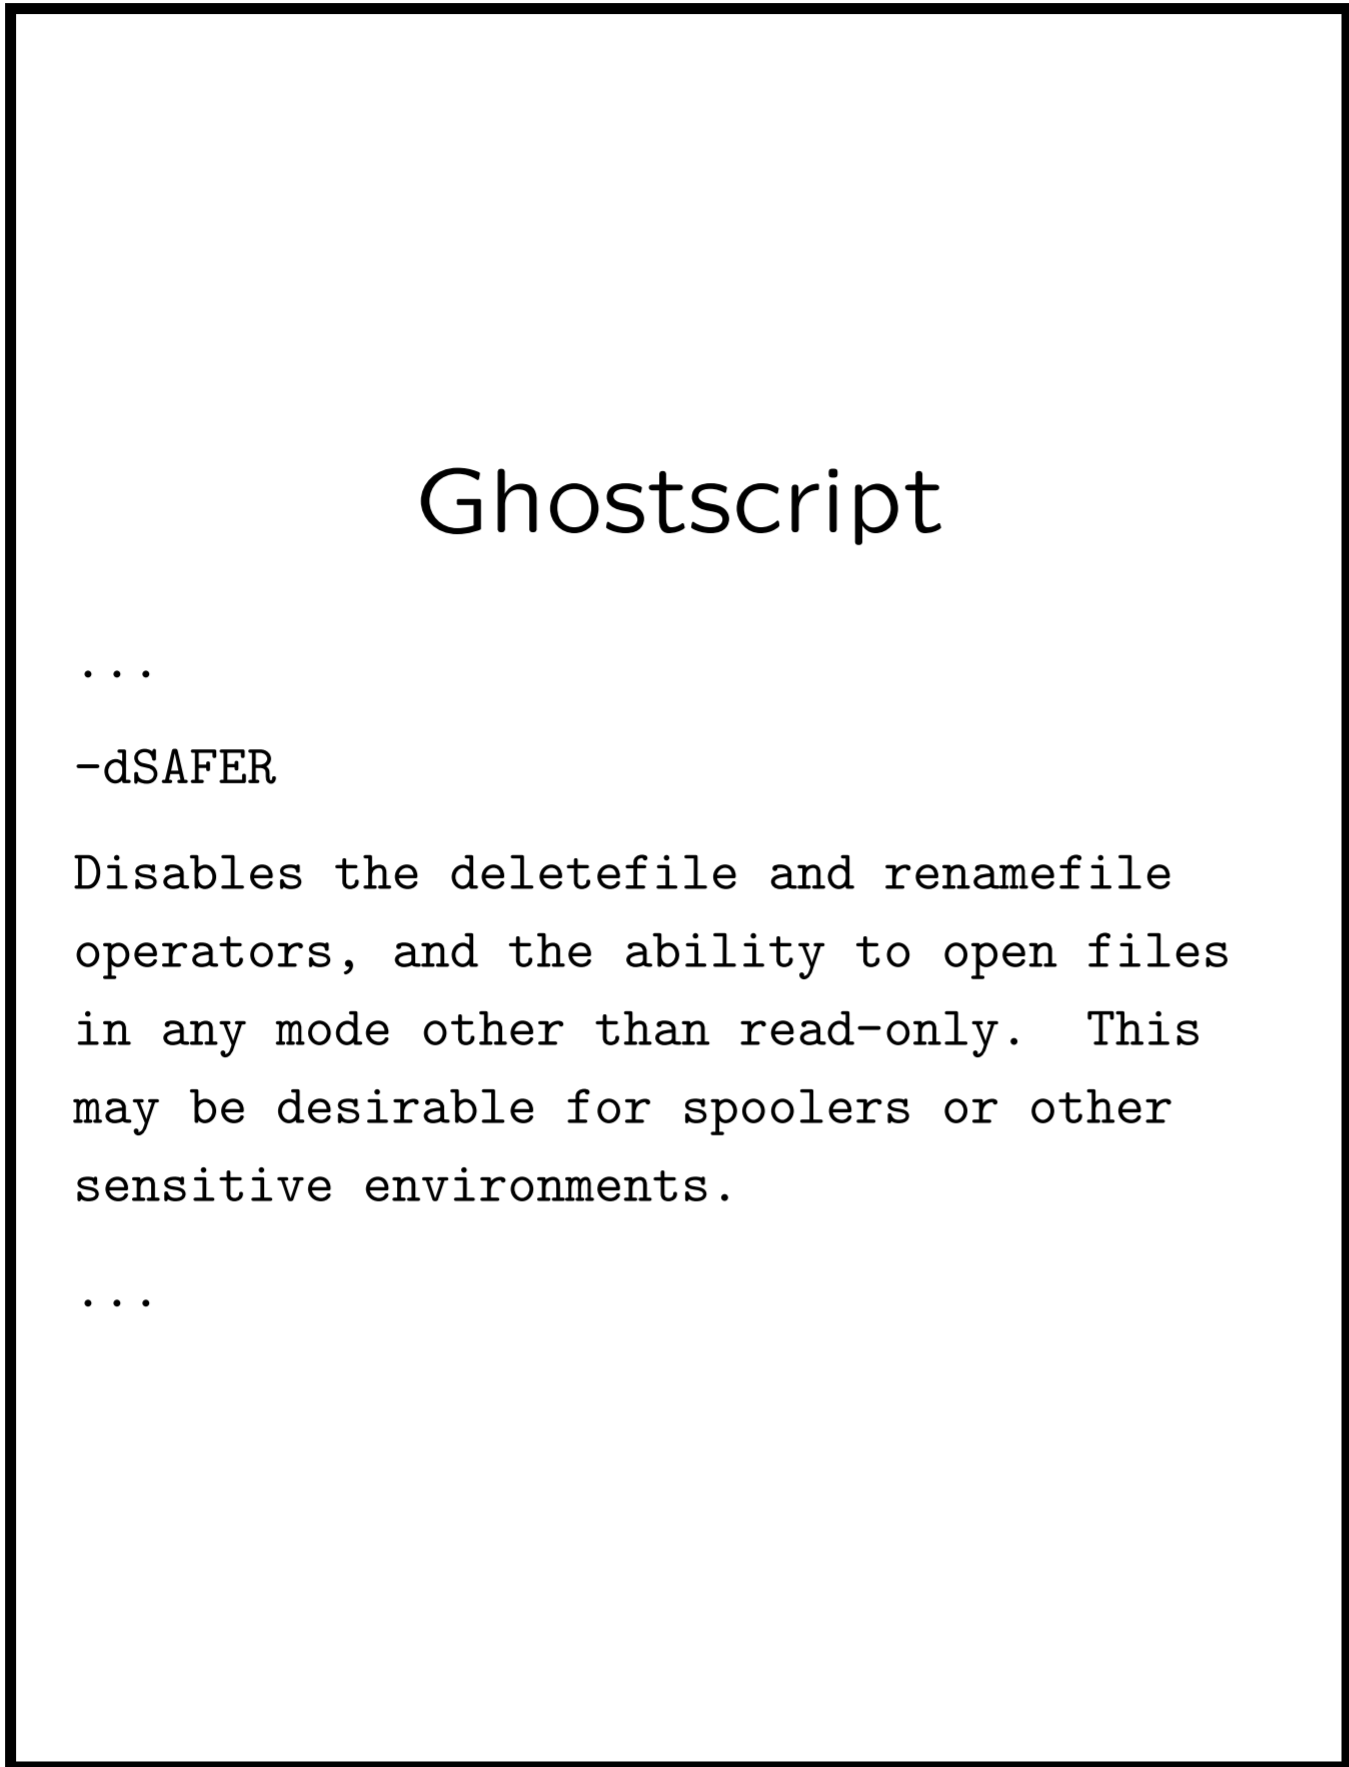 Ghostscript
...
-dSAFER
Disables the deletefile and renamefile
operators, and the ability to open files
in any mode other than read-only.  This
may be desirable for spoolers or other
sensitive environments.
...